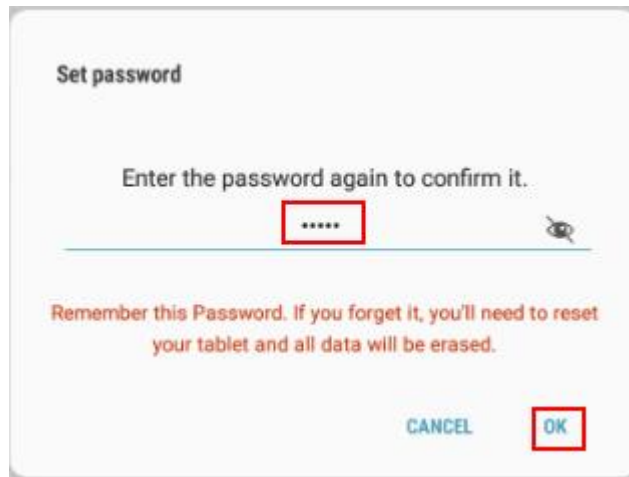 Set password
Enter the password again to confirm it.
•••••
Remember this Password. If you forget it, you'll need to reset
your tablet and all data will be erased.
CANCEL OK